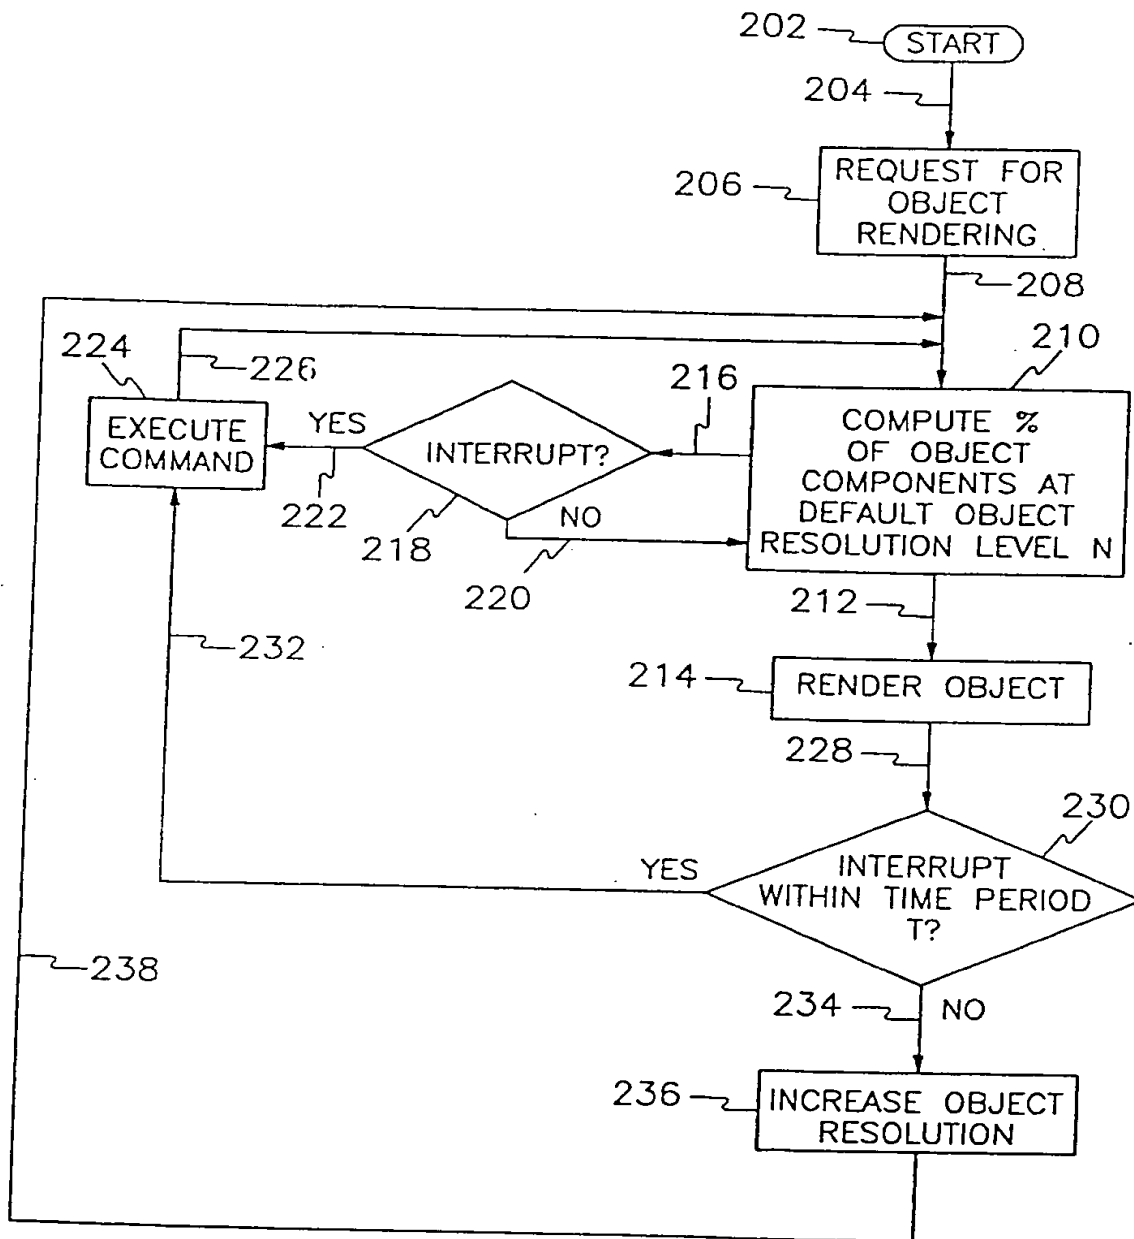 202
START
204
206
REQUEST FOR
OBJECT
RENDERING
208
210
224
226
216
EXECUTE
COMMAND
YES
INTERRUPT?
COMPUTE %
OF OBJECT
COMPONENTS AT
DEFAULT OBJECT
RESOLUTION LEVEL N
222
218
NO
220
212
232
214
RENDER OBJECT
228
230
YES
INTERRUPT
WITHIN TIME PERIOD
T?
238
234
NO
236
INCREASE OBJECT
RESOLUTION